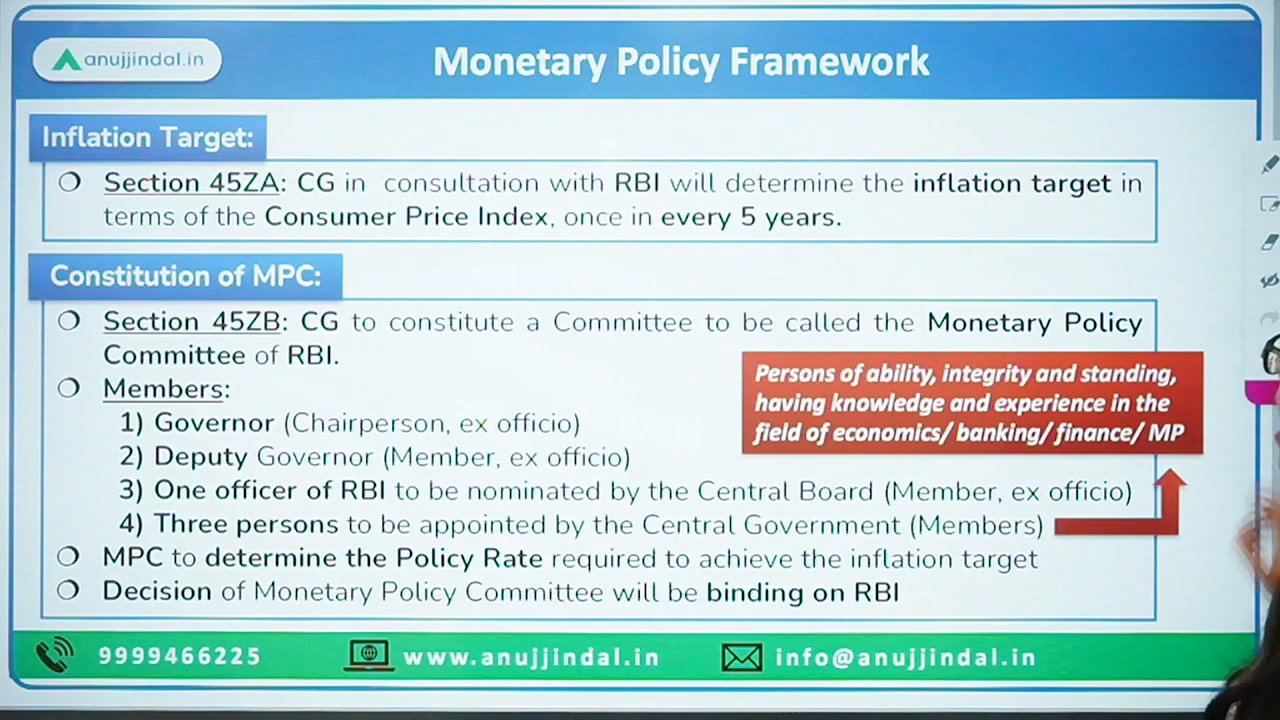 anujjindal.in
Monetary Policy Framework
Inflation Target:
❍ Section 45ZA: CG in consultation with RBI will determine the inflation target in
terms of the Consumer Price Index, once in every 5 years.
Constitution of MPC:
❍ Section 45ZB: CG to constitute a Committee to be called the Monetary Policy
Committee of RBI.
❍ Members:
Persons of ability, integrity and standing,
having knowledge and experience in the
field of economics/ banking/ finance/ MP
1) Governor (Chairperson, ex officio)
2) Deputy Governor (Member, ex officio)
3) One officer of RBI to be nominated by the Central Board (Member, ex officio)
4) Three persons to be appointed by the Central Government (Members)
❍ MPC to determine the Policy Rate required to achieve the inflation target
❍ Decision of Monetary Policy Committee will be binding on RBI
9999466225
www.anujjindal.in
info@anujjindal.in